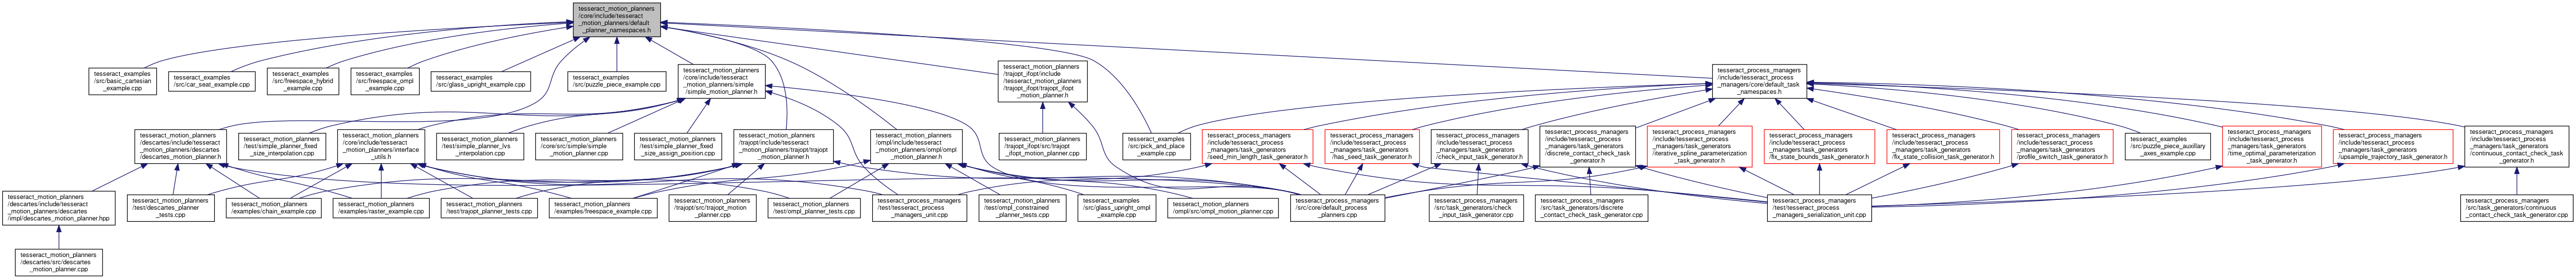 tesseract_motion_planners
/core/include/tesseract
_motion_planners/default
_planner_namespaces.h
tesseract_examples
/src/basic_cartesian
_example.cpp
tesseract_examples
/src/car_seat_example.cpp
tesseract_examples
/src/freespace_hybrid
_example.cpp
tesseract_examples
/src/freespace_ompl
_example.cpp
tesseract_examples
/src/glass_upright_example.cpp
tesseract_examples
/src/puzzle_piece_example.cpp
tesseract_motion_planners
/core/include/tesseract
_motion_planners/simple
/simple_motion_planner.h
tesseract_motion_planners
/trajopt_ifopt/include
/tesseract_motion_planners
/trajopt_ifopt/trajopt_ifopt
_motion_planner.h
tesseract_process_managers
/include/tesseract_process
_managers/core/default_task
_namespaces.h
tesseract_motion_planners
/descartes/include/tesseract
_motion_planners/descartes
/descartes_motion_planner.h
tesseract_motion_planners
/test/simple_planner_fixed
_size_interpolation.cpp
tesseract_motion_planners
/core/include/tesseract
_motion_planners/interface
_utils.h
tesseract_motion_planners
/test/simple_planner_lvs
_interpolation.cpp
tesseract_motion_planners
/core/src/simple/simple
_motion_planner.cpp
tesseract_motion_planners
/test/simple_planner_fixed
_size_assign_position.cpp
tesseract_motion_planners
/trajopt/include/tesseract
_motion_planners/trajopt/trajopt
_motion_planner.h
tesseract_motion_planners
/ompl/include/tesseract
_motion_planners/ompl/ompl
_motion_planner.h
tesseract_motion_planners
/trajopt_ifopt/src/trajopt
_ifopt_motion_planner.cpp
tesseract_examples
/src/pick_and_place
_example.cpp
tesseract_process_managers
/include/tesseract_process
_managers/task_generators
/seed_min_length_task_generator.h
tesseract_process_managers
/include/tesseract_process
_managers/task_generators
/has_seed_task_generator.h
tesseract_process_managers
/include/tesseract_process
_managers/task_generators
/check_input_task_generator.h
tesseract_process_managers
/include/tesseract_process
_managers/task_generators
/discrete_contact_check_task
_generator.h
tesseract_process_managers
/include/tesseract_process
_managers/task_generators
/iterative_spline_parameterization
_task_generator.h
tesseract_process_managers
/include/tesseract_process
_managers/task_generators
/fix_state_bounds_task_generator.h
tesseract_process_managers
/include/tesseract_process
_managers/task_generators
/fix_state_collision_task_generator.h
tesseract_process_managers
/include/tesseract_process
_managers/task_generators
/profile_switch_task_generator.h
tesseract_examples
/src/puzzle_piece_auxillary
_axes_example.cpp
tesseract_process_managers
/include/tesseract_process
_managers/task_generators
/time_optimal_parameterization
_task_generator.h
tesseract_process_managers
/include/tesseract_process
_managers/task_generators
/upsample_trajectory_task_generator.h
tesseract_process_managers
/include/tesseract_process
_managers/task_generators
/continuous_contact_check_task
_generator.h
tesseract_motion_planners
/descartes/include/tesseract
_motion_planners/descartes
/impl/descartes_motion_planner.hpp
tesseract_motion_planners
/test/descartes_planner
_tests.cpp
tesseract_motion_planners
/examples/chain_example.cpp
tesseract_motion_planners
/examples/raster_example.cpp
tesseract_motion_planners
/test/trajopt_planner_tests.cpp
tesseract_motion_planners
/examples/freespace_example.cpp
tesseract_motion_planners
/trajopt/src/trajopt_motion
_planner.cpp
tesseract_motion_planners
/test/ompl_planner_tests.cpp
tesseract_process_managers
/test/tesseract_process
_managers_unit.cpp
tesseract_motion_planners
/test/ompl_constrained
_planner_tests.cpp
tesseract_examples
/src/glass_upright_ompl
_example.cpp
tesseract_motion_planners
/ompl/src/ompl_motion_planner.cpp
tesseract_process_managers
/src/core/default_process
_planners.cpp
tesseract_process_managers
/src/task_generators/check
_input_task_generator.cpp
tesseract_process_managers
/src/task_generators/discrete
_contact_check_task_generator.cpp
tesseract_process_managers
/test/tesseract_process
_managers_serialization_unit.cpp
tesseract_process_managers
/src/task_generators/continuous
_contact_check_task_generator.cpp
tesseract_motion_planners
/descartes/src/descartes
_motion_planner.cpp